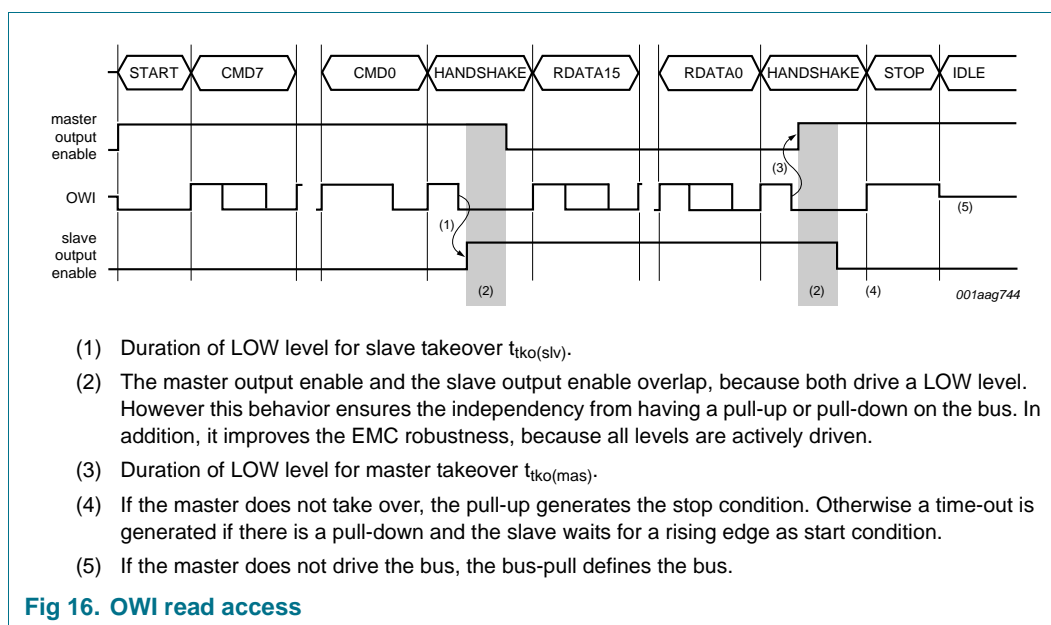 START CMD7 CMD0 HANDSHAKE RDATA15 RDATA0 HANDSHAKE STOP IDLE
master
output
enable
(3)
OWI
(5)
(1)
slave
output
enable
(2) (2) (4)
001aag744
(1) Duration of LOW level for slave takeover ttko(slv).
(2) The master output enable and the slave output enable overlap, because both drive a LOW level.
However this behavior ensures the independency from having a pull-up or pull-down on the bus. In
addition, it improves the EMC robustness, because all levels are actively driven.
(3) Duration of LOW level for master takeover ttko(mas).
(4) If the master does not take over, the pull-up generates the stop condition. Otherwise a time-out is
generated if there is a pull-down and the slave waits for a rising edge as start condition.
(5) If the master does not drive the bus, the bus-pull defines the bus.
Fig 16. OWI read access